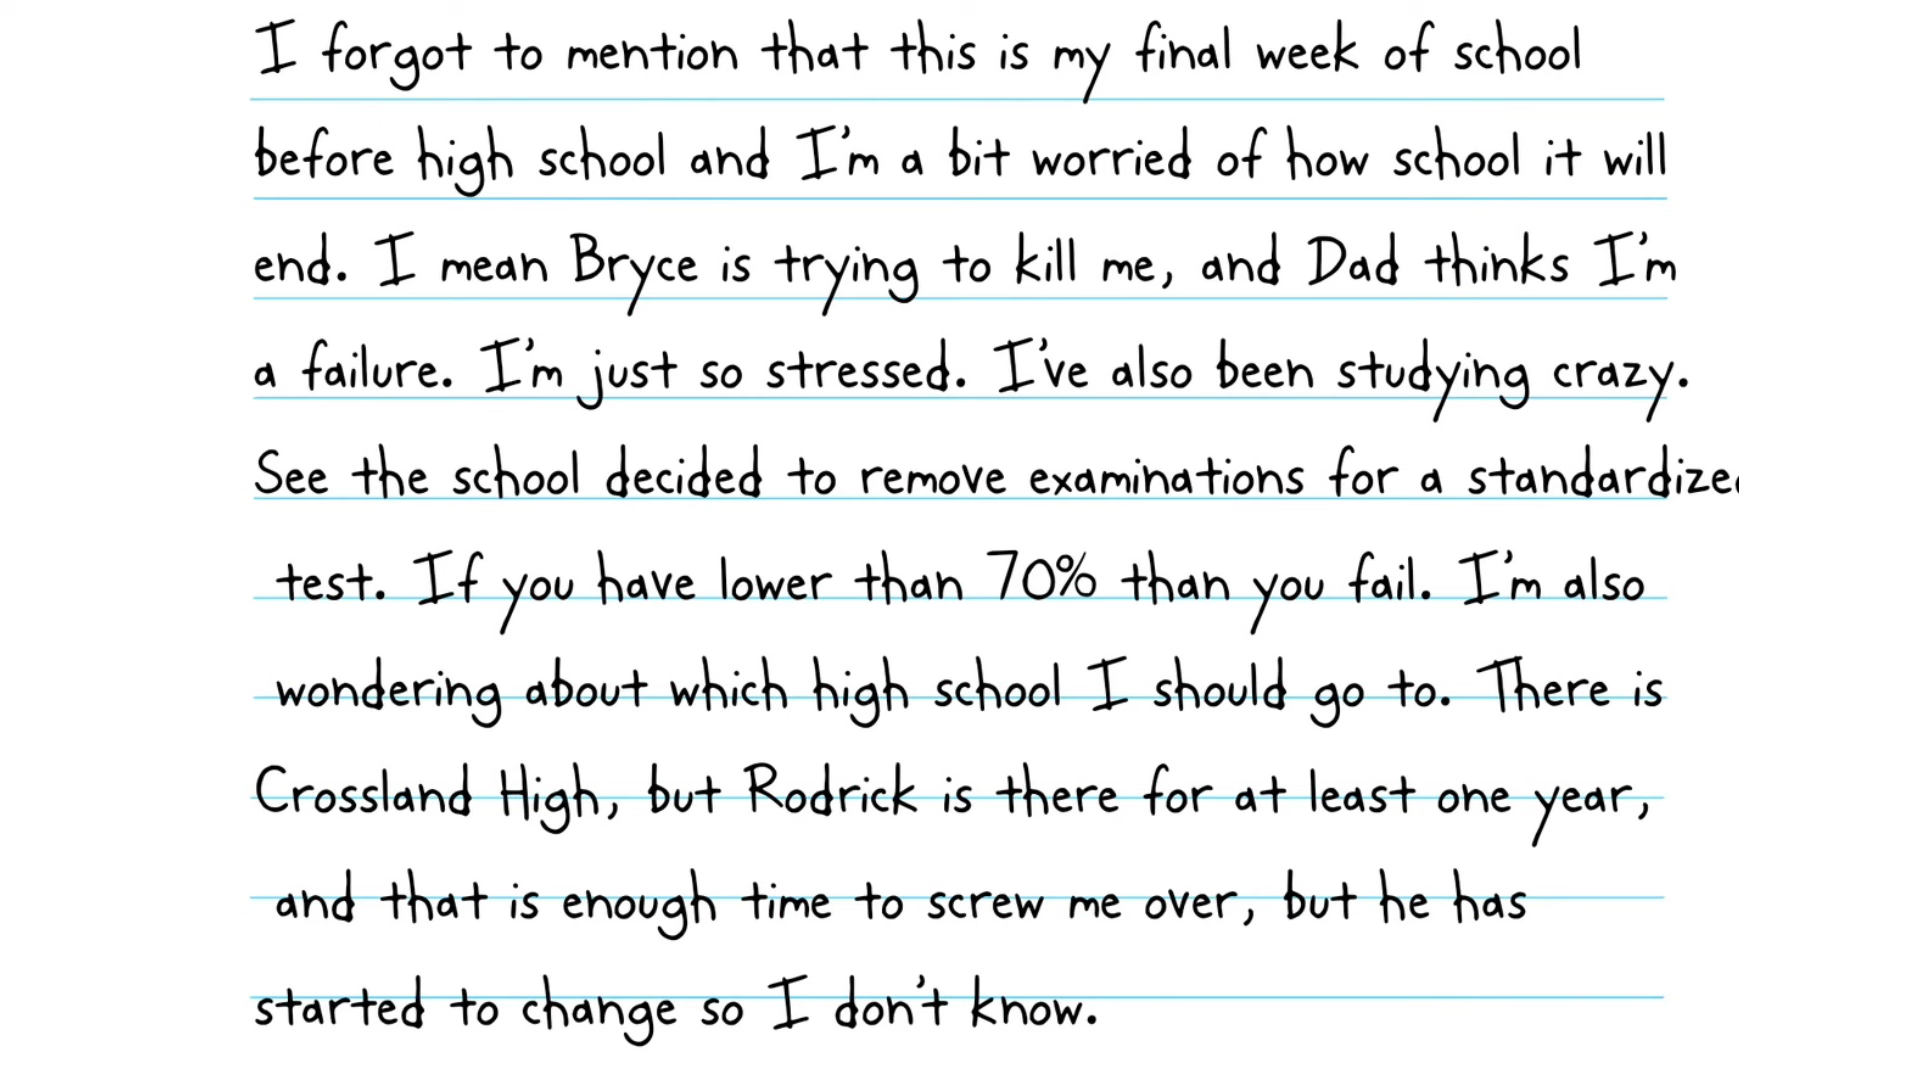 I forgot to mention that this is my final week of school
before high school and I'm a bit worried of how school it will
end. I mean Bryce is trying to kill me, and Dad thinks I'm
a failure. I'm just so stressed. I've also been studying crazy.
See the school decided to remove examinations for a standardize
test. If you have lower than 70% than you fail. I'm also
wondering about which high school I should go to. There is
Crossland High, but Rodrick is there for at least one year,
and that is enough time to screw me over, but he has
started to change so I don't know.